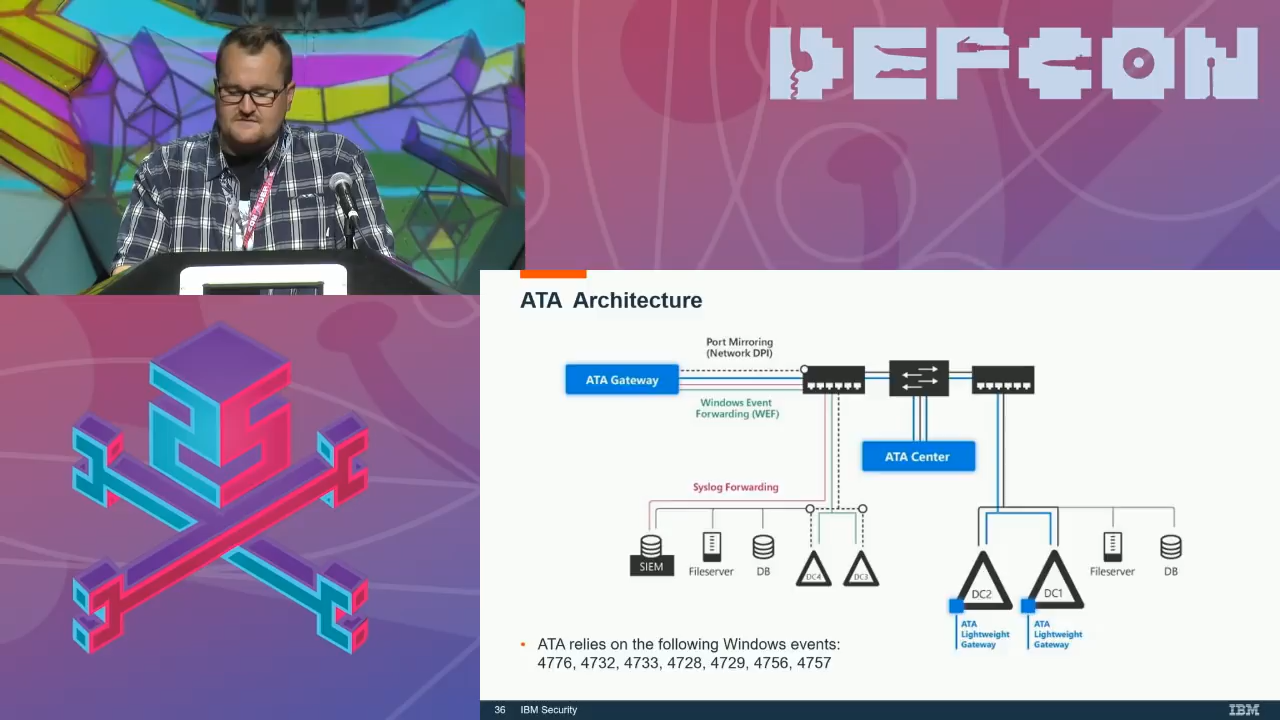 DEFCON
ATA Architecture
Port Mirroring
(Network DPI)
ATA Gateway
Windows Event
Forwarding (WEF)
ATA Center
Syslog Forwarding
SIEM
Fileserver
DB
DC4
DC3
DC2
DC1
Fileserver
DB
ATA
Lightweight
Gateway
ATA
Lightweight
Gateway
• ATA relies on the following Windows events:
4776, 4732, 4733, 4728, 4729, 4756, 4757
36 IBM Security
IBM